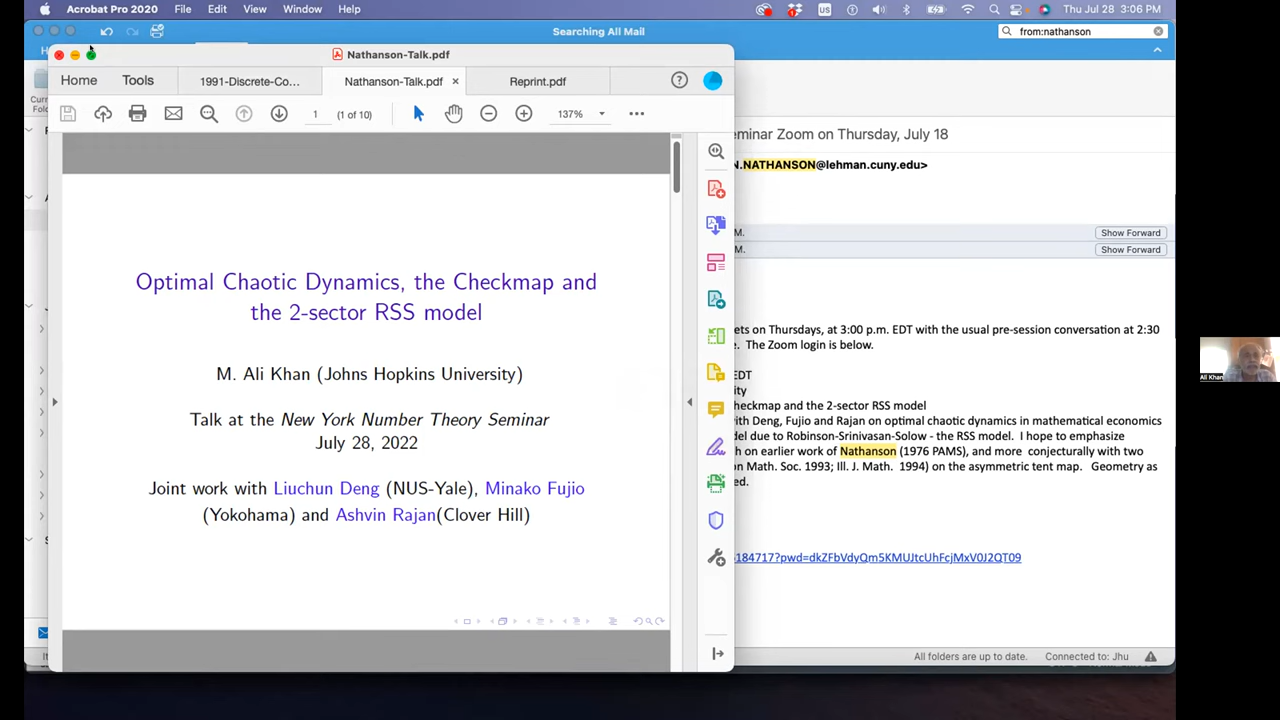 Acrobat Pro 2020 File Edit View Window Help
US Thu Jul 28 3:06 PM
Searching All Mail
from:nathanson
Nathanson-Talk.pdf
Home Tools 1991-Discrete-Co... Nathanson-Talk.pdf × Reprint.pdf
1 (1 of 10) 137%
eminar Zoom on Thursday, July 18
N.NATHANSON@lehman.cuny.edu>
M. Show Forward
M. Show Forward
Optimal Chaotic Dynamics, the Checkmap and
the 2-sector RSS model
M. Ali Khan (Johns Hopkins University)
Talk at the New York Number Theory Seminar
July 28, 2022
Joint work with Liuchun Deng (NUS-Yale), Minako Fujio
(Yokohama) and Ashvin Rajan(Clover Hill)
ets on Thursdays, at 3:00 p.m. EDT with the usual pre-session conversation at 2:30
e. The Zoom login is below.
EDT
ity
heckmap and the 2-sector RSS model
vith Deng, Fujio and Rajan on optimal chaotic dynamics in mathematical economics
del due to Robinson-Srinivasan-Solow - the RSS model. I hope to emphasize
h on earlier work of Nathanson (1976 PAMS), and more conjecturally with two
on Math. Soc. 1993; Ill. J. Math. 1994) on the asymmetric tent map. Geometry as
ed.
184717?pwd=dkZFbVdyQm5KMUJtcUhFcjMxV0J2QT09
All folders are up to date. Connected to: Jhu
Ali Khan